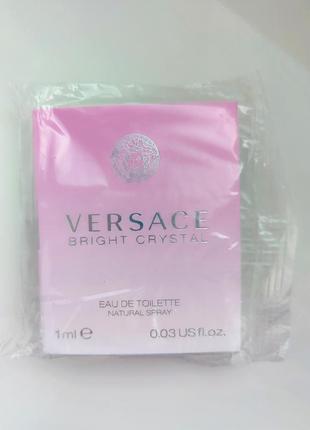 VERSACE
BRIGHT CRYSTAL
EAU DE TOILETTE
NATURAL SPRAY
1ml ℮ 0.03 US fl.oz.